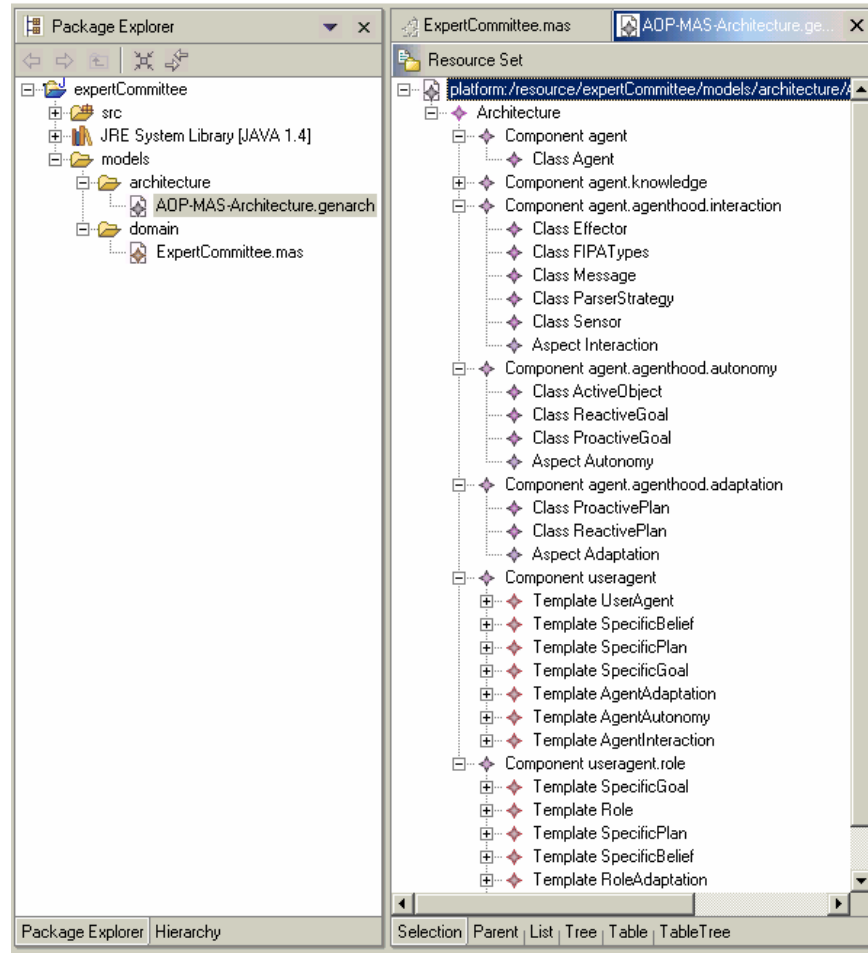 Package Explorer
expertCommittee
src
JRE System Library [JAVA 1.4]
models
architecture
AOP-MAS-Architecture.genarch
domain
ExpertCommittee.mas
Package Explorer Hierarchy
ExpertCommittee.mas AOP-MAS-Architecture.ge...
Resource Set
platform:/resource/expertCommittee/models/architecture/
Architecture
Component agent
Class Agent
Component agent.knowledge
Component agent.agenthood.interaction
Class Effector
Class FIPATypes
Class Message
Class ParserStrategy
Class Sensor
Aspect Interaction
Component agent.agenthood.autonomy
Class ActiveObject
Class ReactiveGoal
Class ProactiveGoal
Aspect Autonomy
Component agent.agenthood.adaptation
Class ProactivePlan
Class ReactivePlan
Aspect Adaptation
Component useragent
Template UserAgent
Template SpecificBelief
Template SpecificPlan
Template SpecificGoal
Template AgentAdaptation
Template AgentAutonomy
Template AgentInteraction
Component useragent.role
Template SpecificGoal
Template Role
Template SpecificPlan
Template SpecificBelief
Template RoleAdaptation
Selection Parent List Tree Table TableTree